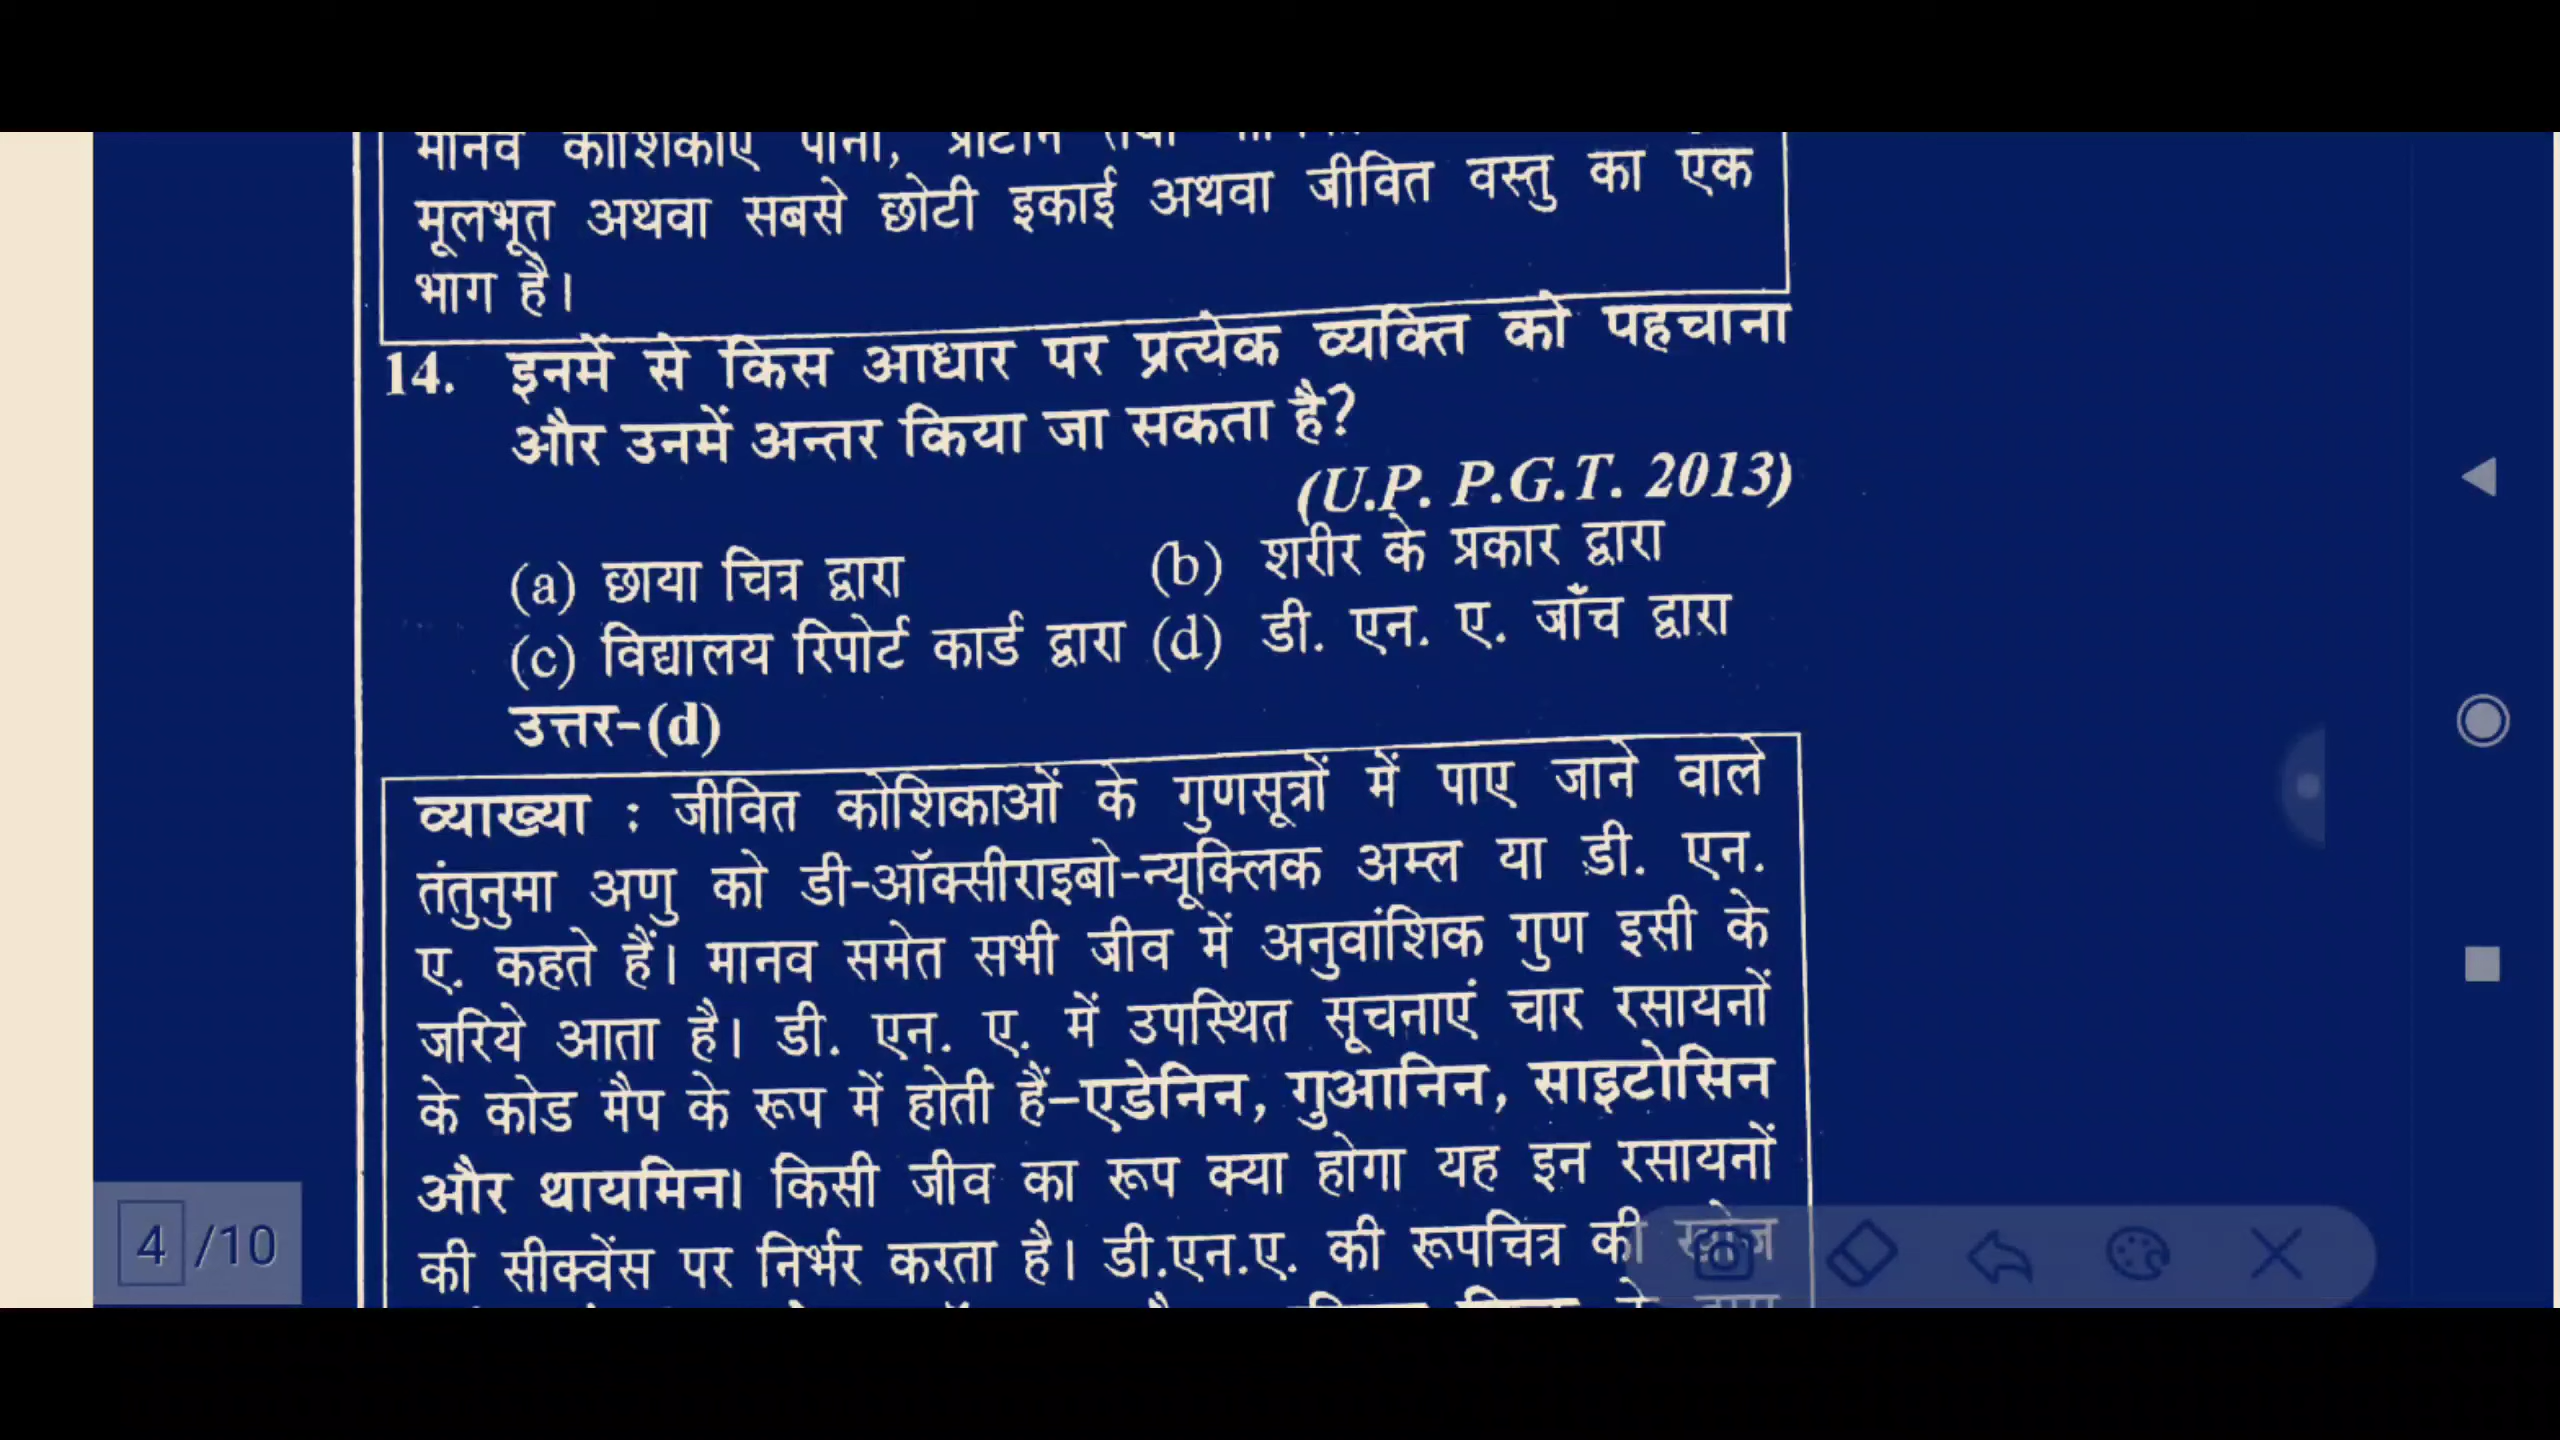 मानव कोशिकाएं पानी, प्रोटीन तथा
मूलभूत अथवा सबसे छोटी इकाई अथवा जीवित वस्तु का एक
भाग है।
14. इनमें से किस आधार पर प्रत्येक व्यक्ति को पहचाना
और उनमें अन्तर किया जा सकता है?
(U.P. P.G.T. 2013)
(a) छाया चित्र द्वारा (b) शरीर के प्रकार द्वारा
(c) विद्यालय रिपोर्ट कार्ड द्वारा (d) डी. एन. ए. जाँच द्वारा
उत्तर-(d)
व्याख्या : जीवित कोशिकाओं के गुणसूत्रों में पाए जाने वाले
तंतुनुमा अणु को डी-ऑक्सीराइबो-न्यूक्लिक अम्ल या डी. एन.
ए. कहते हैं। मानव समेत सभी जीव में अनुवांशिक गुण इसी के
जरिये आता है। डी. एन. ए. में उपस्थित सूचनाएं चार रसायनों
के कोड मैप के रूप में होती हैं–एडेनिन, गुआनिन, साइटोसिन
और थायमिन। किसी जीव का रूप क्या होगा यह इन रसायनों
की सीक्वेंस पर निर्भर करता है। डी.एन.ए. की रूपचित्र की खोज
4 /10